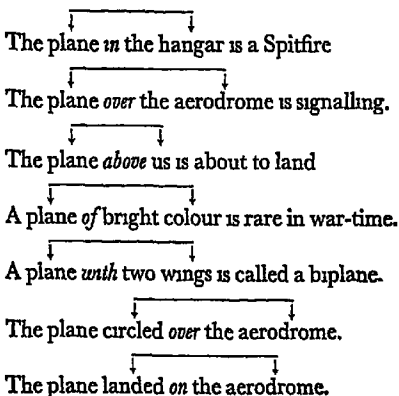 The plane in the hangar is a Spitfire
The plane over the aerodrome is signalling.
The plane above us is about to land
A plane of bright colour is rare in war-time.
A plane with two wings is called a biplane.
The plane circled over the aerodrome.
The plane landed on the aerodrome.